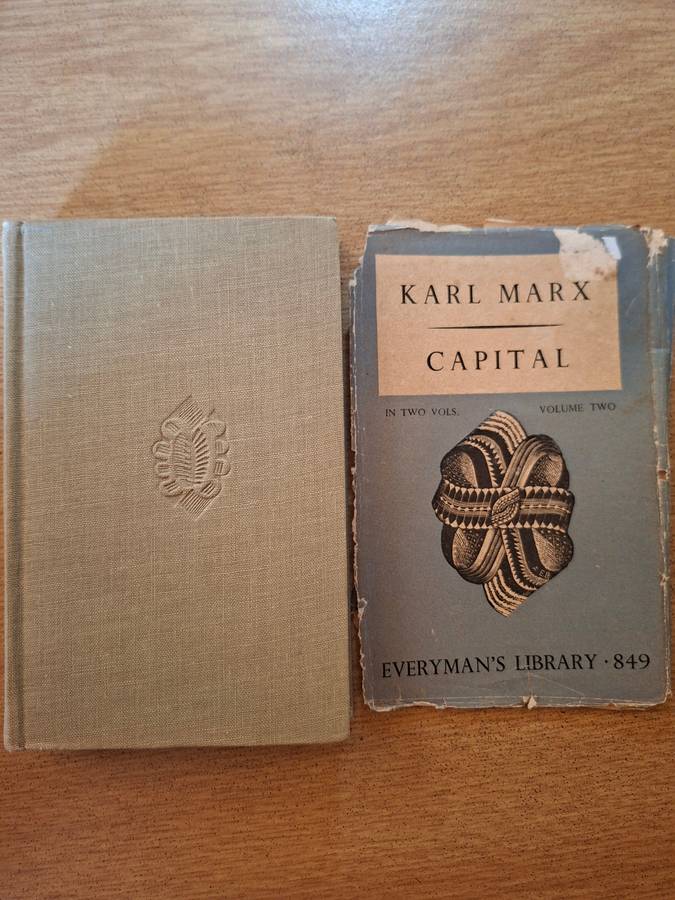 KARL MARX
CAPITAL
IN TWO VOLS. VOLUME TWO
EVERYMAN'S LIBRARY · 849